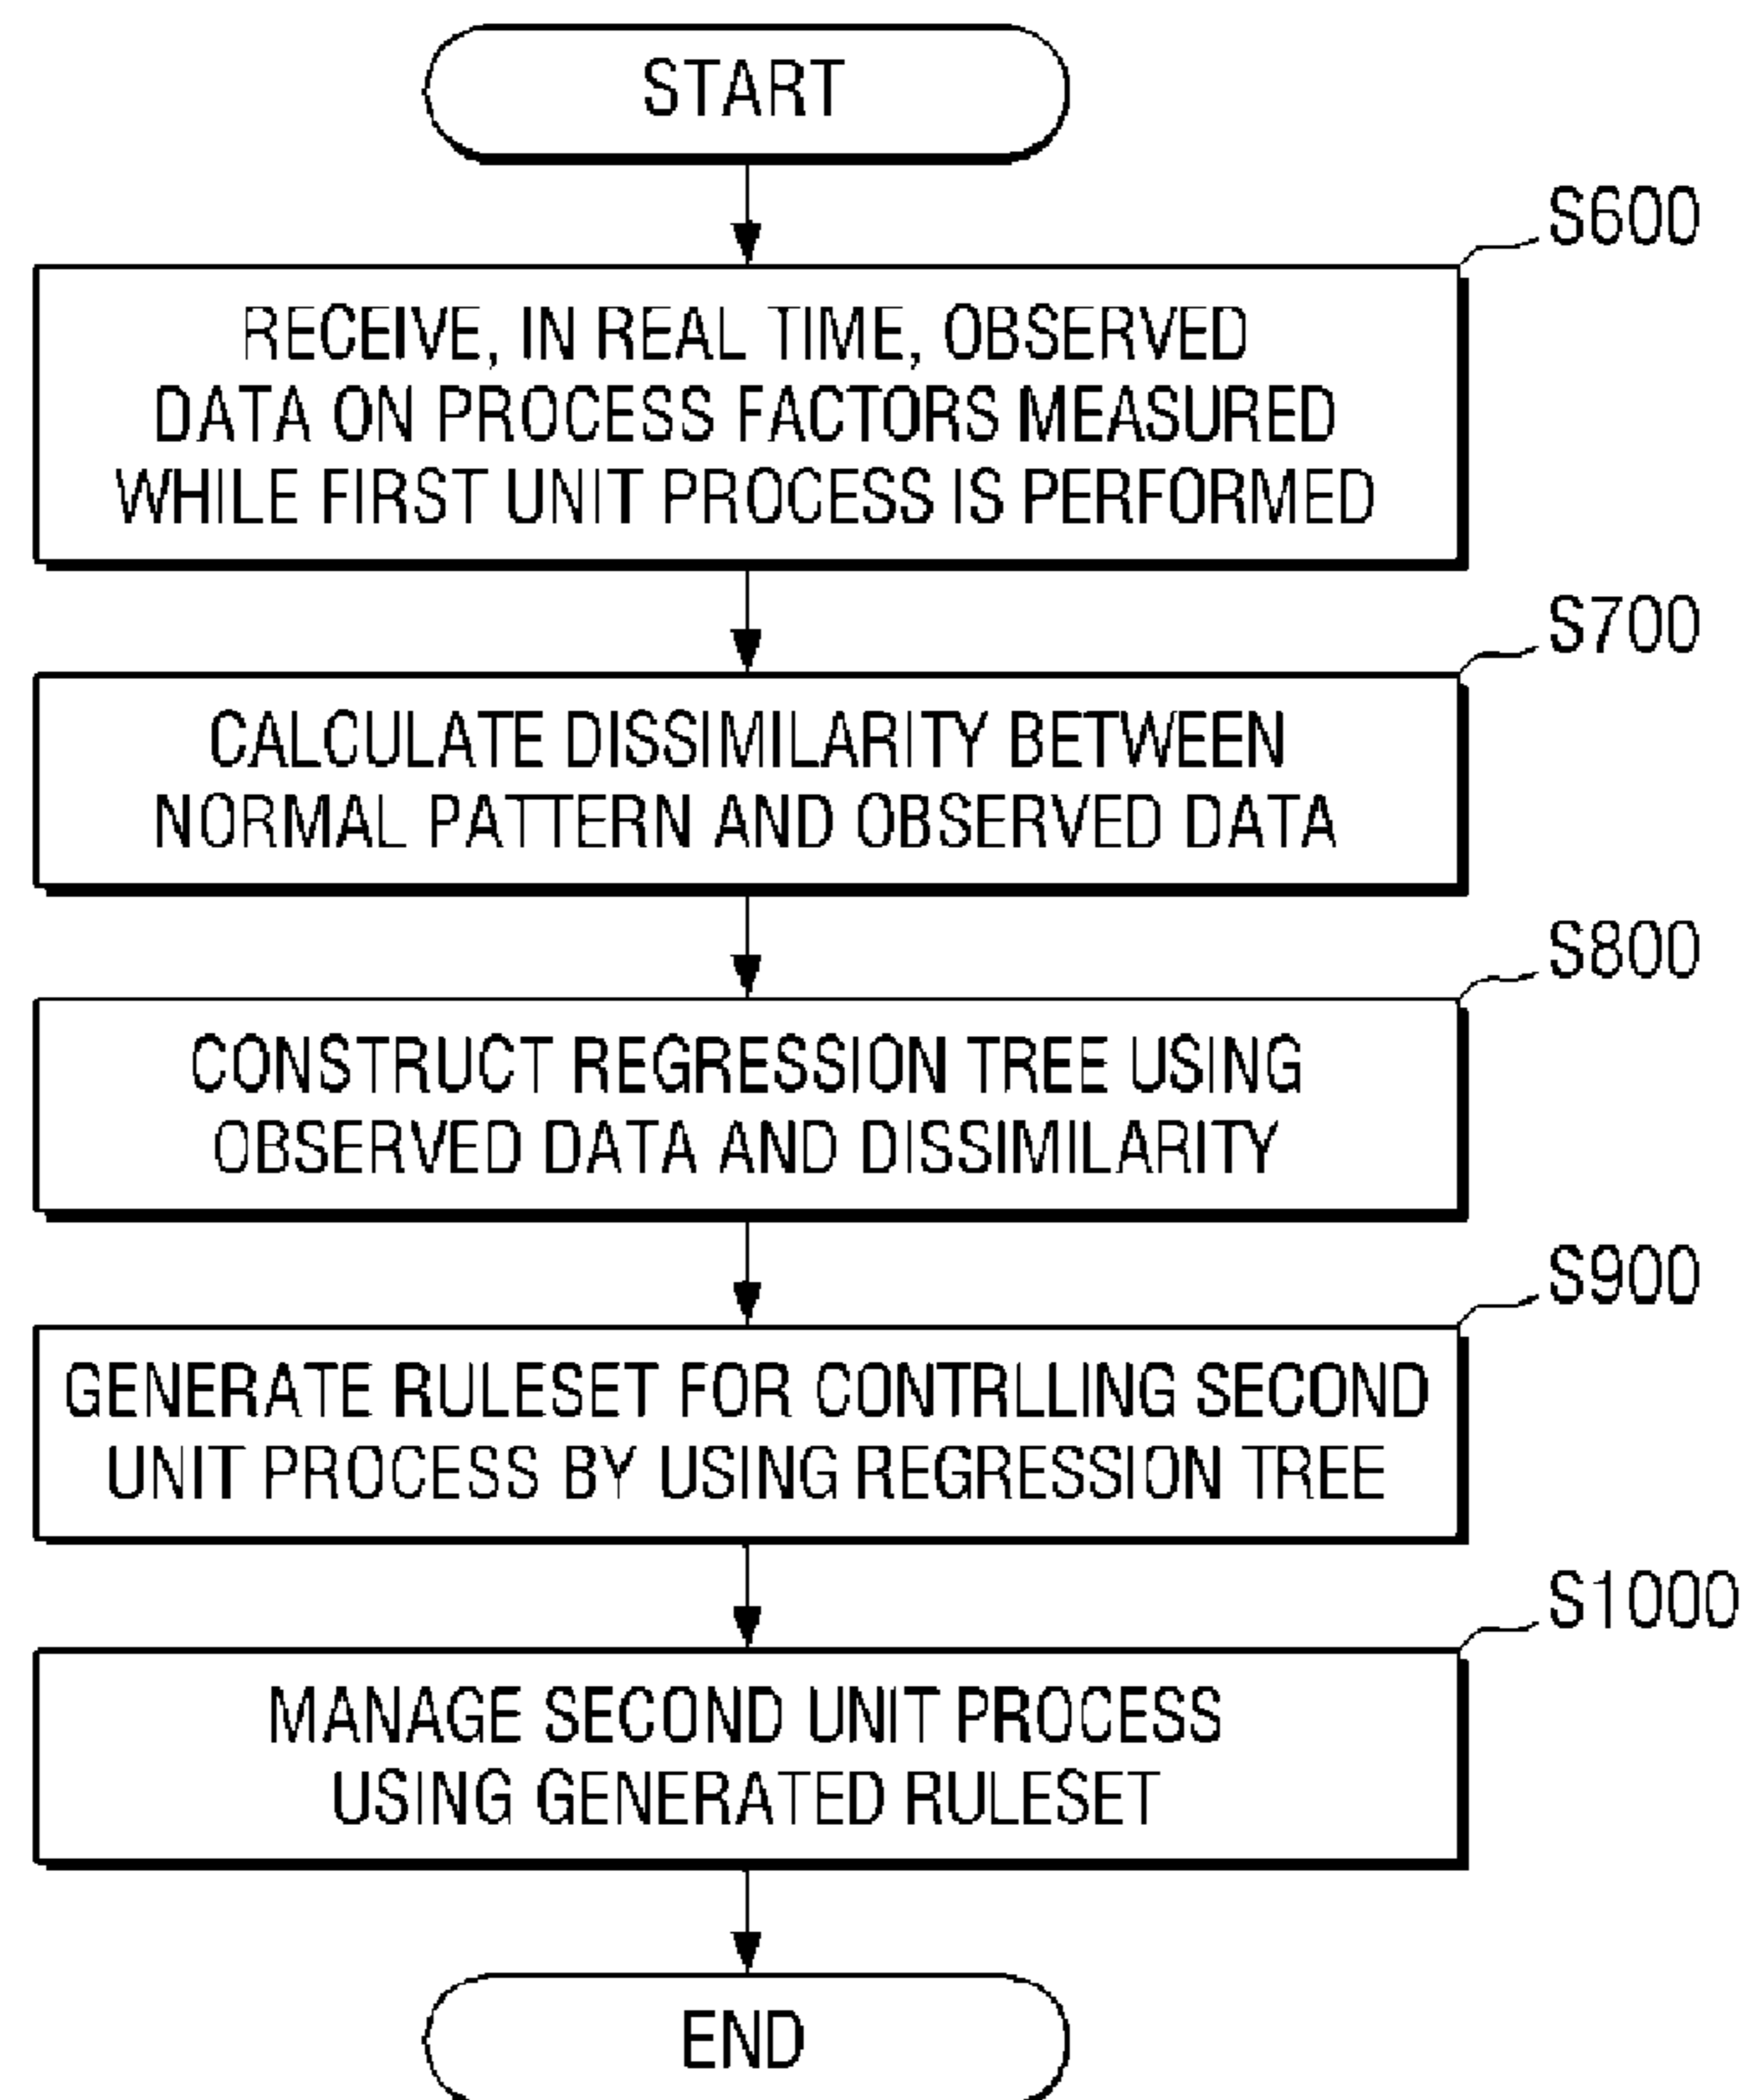 START
S600
RECEIVE, IN REAL TIME, OBSERVED
DATA ON PROCESS FACTORS MEASURED
WHILE FIRST UNIT PROCESS IS PERFORMED
S700
CALCULATE DISSIMILARITY BETWEEN
NORMAL PATTERN AND OBSERVED DATA
S800
CONSTRUCT REGRESSION TREE USING
OBSERVED DATA AND DISSIMILARITY
S900
GENERATE RULESET FOR CONTRLLING SECOND
UNIT PROCESS BY USING REGRESSION TREE
S1000
MANAGE SECOND UNIT PROCESS
USING GENERATED RULESET
END